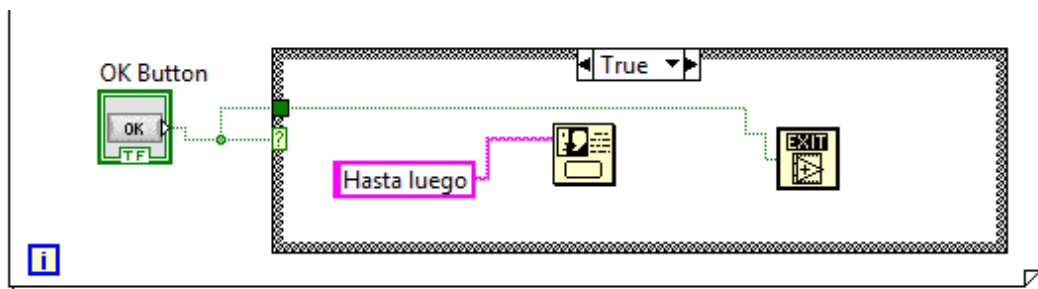 True
OK Button
OK
TF
?
EXIT
Hasta luego
i